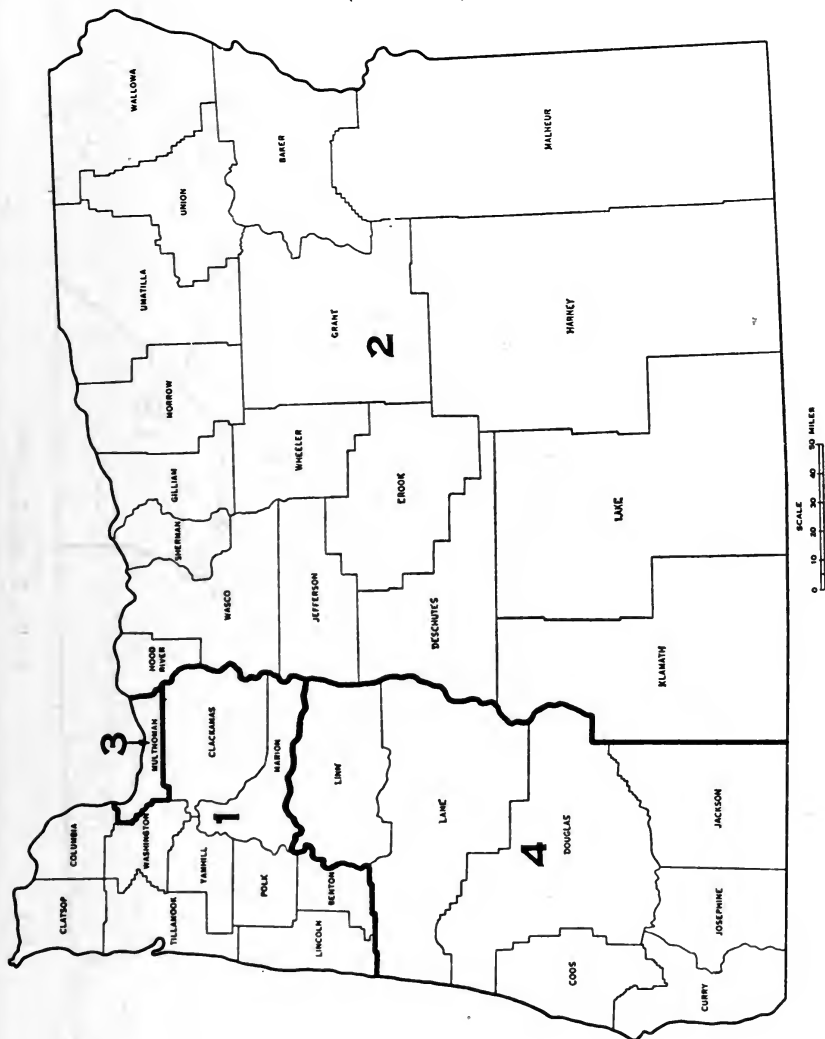 CLATSOP
COLUMBIA
TILLAMOOK
WASHINGTON
3
MULTNOMAH
HOOD
RIVER
YAMHILL
1
CLACKAMAS
POLK
MARION
LINCOLN
BENTON
LINN
LANE
4
DOUGLAS
COOS
CURRY
JOSEPHINE
JACKSON
WASCO
SHERMAN
GILLIAM
MORROW
UMATILLA
UNION
WALLOWA
JEFFERSON
WHEELER
GRANT
2
BAKER
CROOK
DESCHUTES
KLAMATH
LAKE
HARNEY
MALHEUR
SCALE
0 10 20 30 40 50 MILES